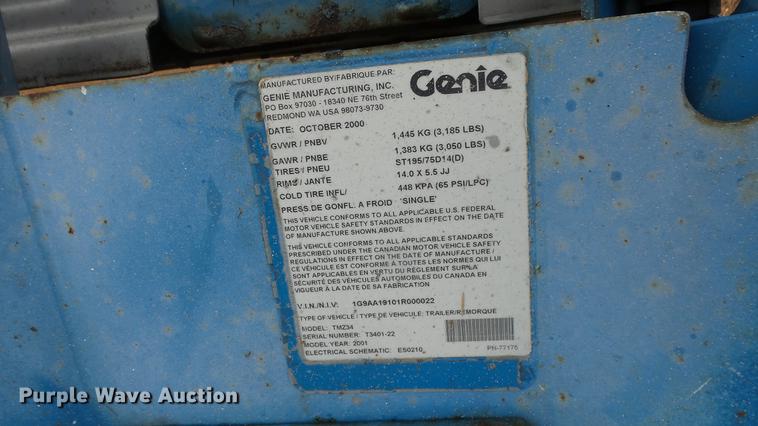 MANUFACTURED BY/FABRIQUE PAR:
Genie
GENIE MANUFACTURING, INC.
PO Box 97030 - 18340 NE 76th Street
REDMOND WA USA 98073-9730
DATE: OCTOBER 2000
GVWR / PNBV 1,445 KG (3,185 LBS)
GAWR / PNBE 1,383 KG (3,050 LBS)
TIRES / PNEU ST195/75D14(D)
RIMS / JANTE 14.0 X 5.5 JJ
COLD TIRE INFL/ 448 KPA (65 PSI/LPC)
PRESS.DE GONFL. A FROID 'SINGLE'
THIS VEHICLE CONFORMS TO ALL APPLICABLE U.S. FEDERAL
MOTOR VEHICLE SAFETY STANDARDS IN EFFECT ON THE DATE
OF MANUFACTURE SHOWN ABOVE.
THIS VEHICLE CONFORMS TO ALL APPLICABLE STANDARDS
PRESCRIBED UNDER THE CANADIAN MOTOR VEHICLE SAFETY
REGULATIONS IN EFFECT ON THE DATE OF MANUFACTURE /
CE VÉHICULE EST CONFORME À TOUTES LES NORMES QUI LUI
SONT APPLICABLES EN VERTU DU RÈGLEMENT SUR LA
SÉCURITÉ DES VÉHICULES AUTOMOBILES DU CANADA EN
VIGUEUR À LA DATE DE SA FABRICATION
V.I.N./N.I.V. 1G9AA19101R000022
TYPE OF VEHICLE / TYPE DE VÉHICULE: TRAILER/REMORQUE
MODEL: TMZ34
SERIAL NUMBER: T3401-22
MODEL YEAR: 2001
ELECTRICAL SCHEMATIC: ES0210
PN-77176
Purple Wave Auction